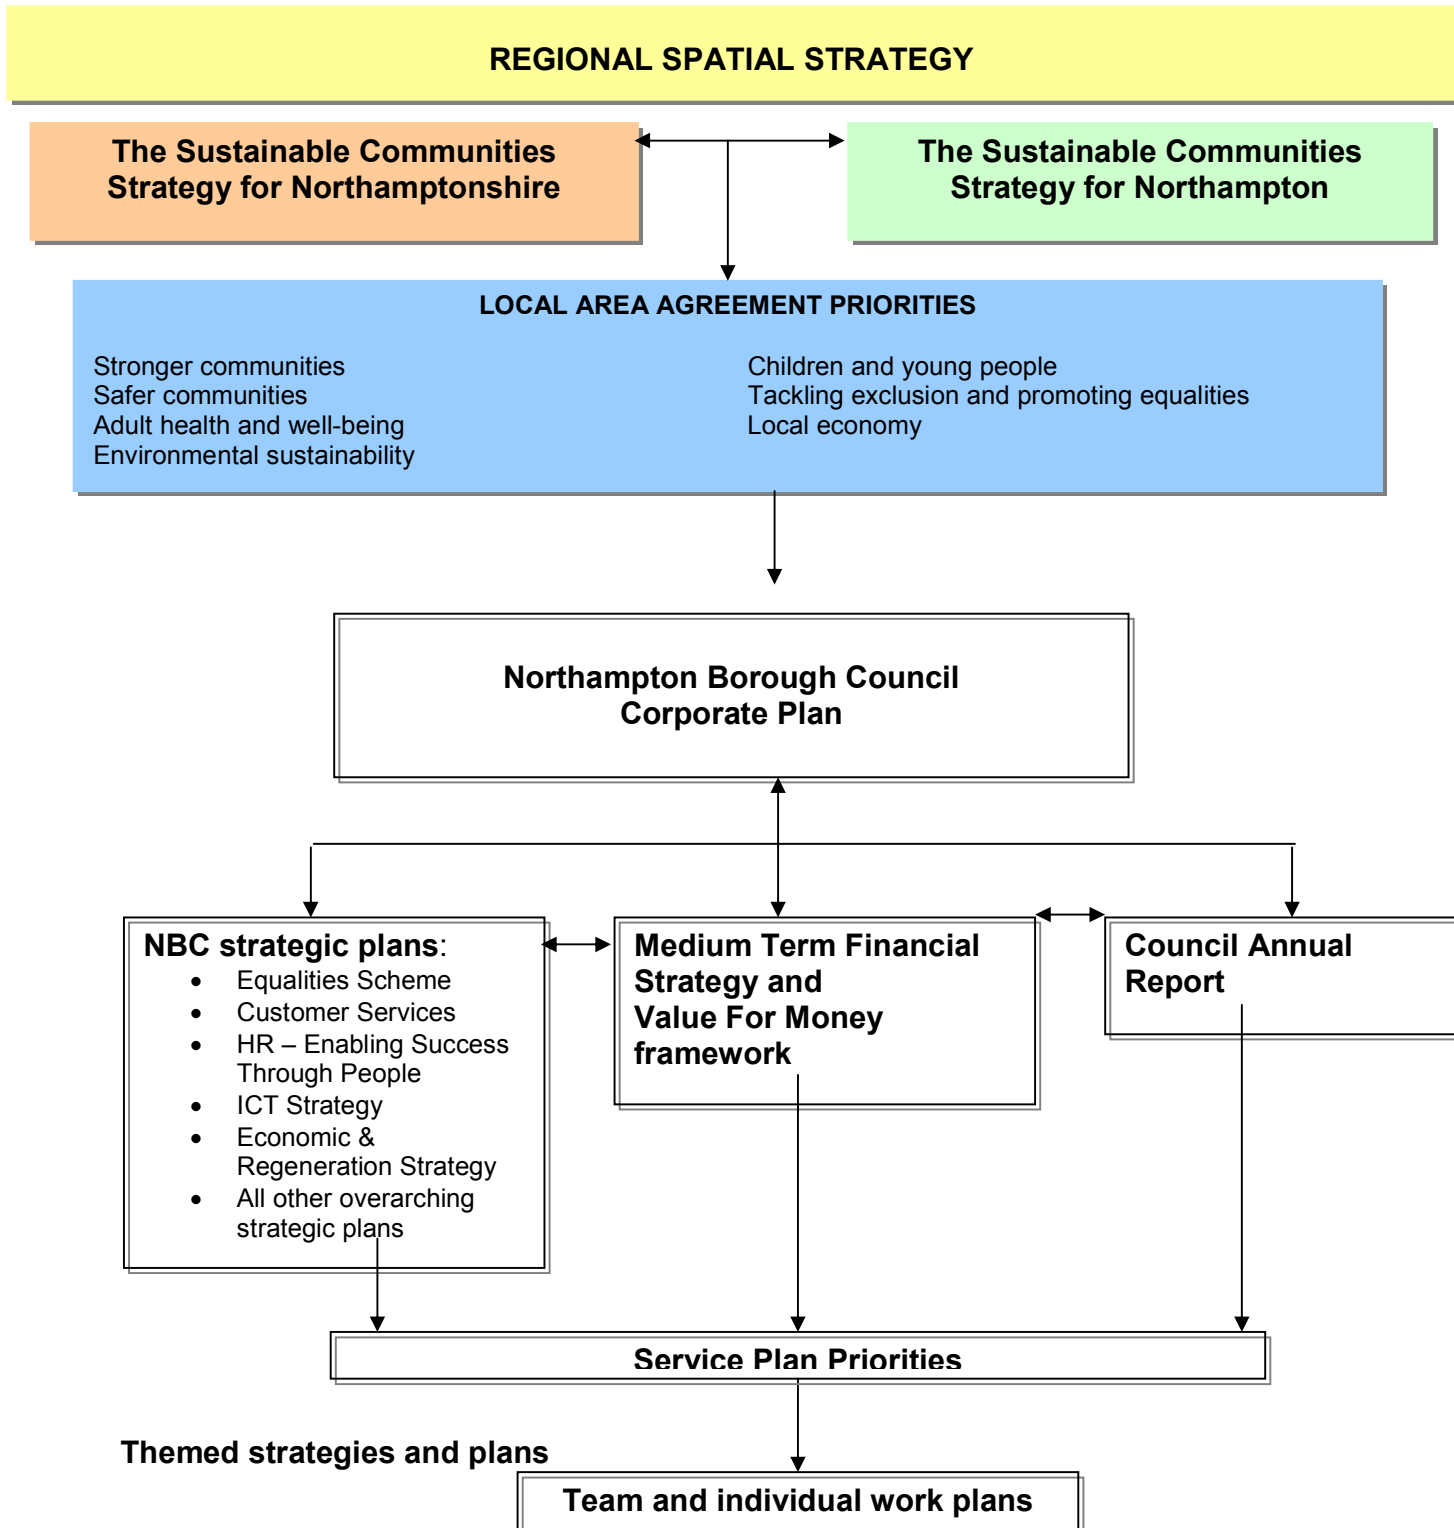 REGIONAL SPATIAL STRATEGY
The Sustainable Communities
Strategy for Northamptonshire
The Sustainable Communities
Strategy for Northampton
LOCAL AREA AGREEMENT PRIORITIES
Stronger communities
Safer communities
Adult health and well-being
Environmental sustainability
Children and young people
Tackling exclusion and promoting equalities
Local economy
Northampton Borough Council
Corporate Plan
NBC strategic plans:
• Equalities Scheme
• Customer Services
• HR – Enabling Success
Through People
• ICT Strategy
• Economic &
Regeneration Strategy
• All other overarching
strategic plans
Medium Term Financial
Strategy and
Value For Money
framework
Council Annual
Report
Service Plan Priorities
Themed strategies and plans
Team and individual work plans